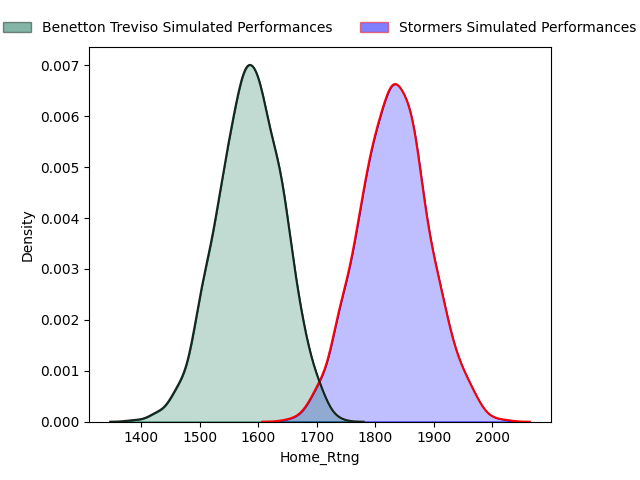 Benetton Treviso Simulated Performances Stormers Simulated Performances
0.007
0.006
0.005
0.004
0.003
0.002
0.001
0.000
Density
1400 1500 1600 1700 1800 1900 2000
Home_Rtng